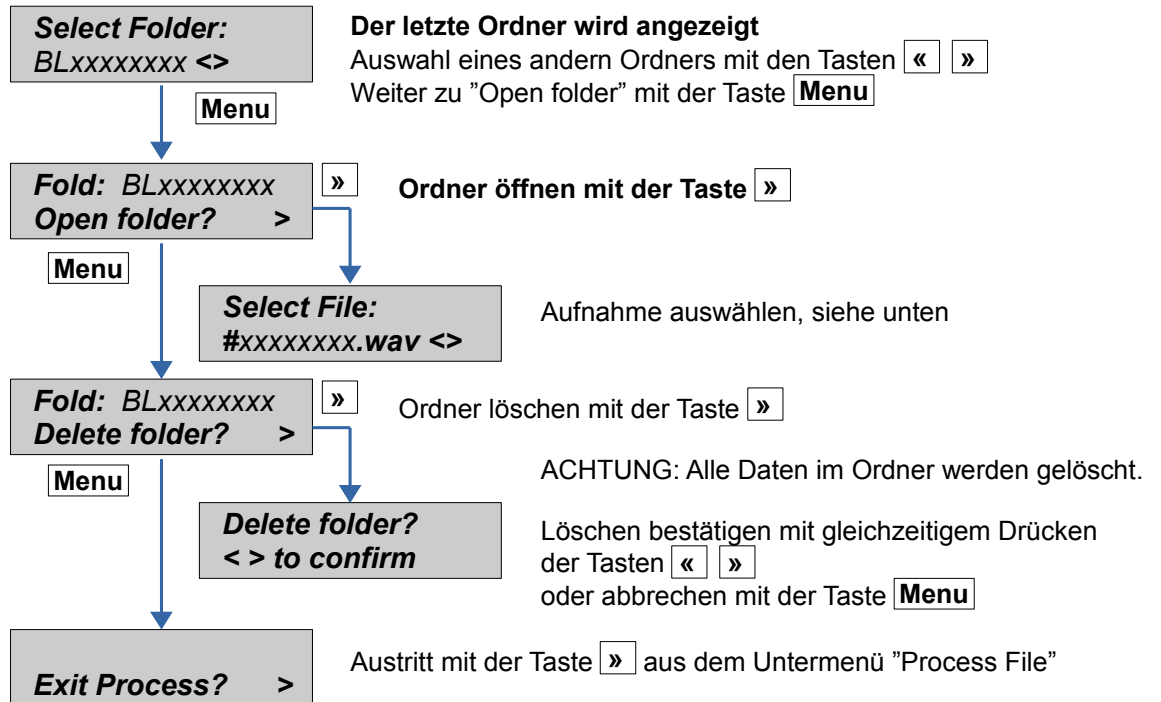 Select Folder:
BLxxxxxxxx <>
Der letzte Ordner wird angezeigt
Auswahl eines andern Ordners mit den Tasten « »
Weiter zu ”Open folder” mit der Taste Menu
Menu
Fold: BLxxxxxxxx
Open folder? >
»
Ordner öffnen mit der Taste »
Menu
Select File:
#xxxxxxxx.wav <>
Aufnahme auswählen, siehe unten
Fold: BLxxxxxxxx
Delete folder? >
»
Ordner löschen mit der Taste »
Menu
ACHTUNG: Alle Daten im Ordner werden gelöscht.
Delete folder?
< > to confirm
Löschen bestätigen mit gleichzeitigem Drücken
der Tasten « »
oder abbrechen mit der Taste Menu
Exit Process? >
Austritt mit der Taste » aus dem Untermenü ”Process File”